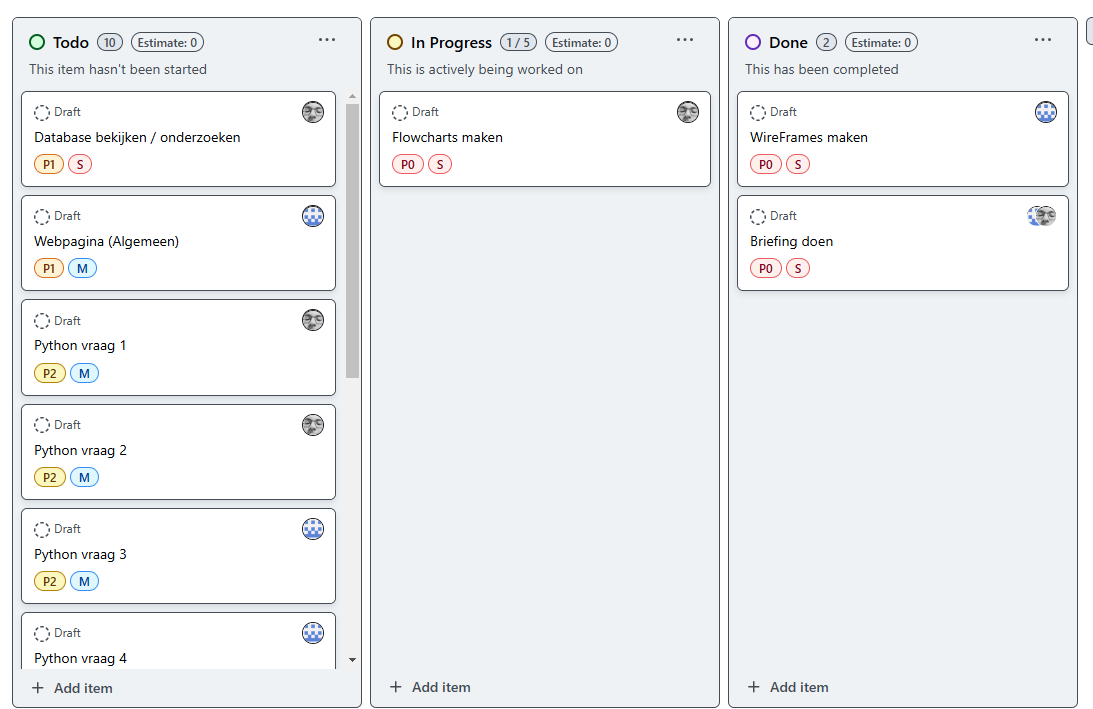 Todo 10 Estimate: 0
This item hasn't been started
Draft
Database bekijken / onderzoeken
P1 S
Draft
Webpagina (Algemeen)
P1 M
Draft
Python vraag 1
P2 M
Draft
Python vraag 2
P2 M
Draft
Python vraag 3
P2 M
Draft
Python vraag 4
+ Add item
In Progress 1 / 5 Estimate: 0
This is actively being worked on
Draft
Flowcharts maken
P0 S
+ Add item
Done 2 Estimate: 0
This has been completed
Draft
WireFrames maken
P0 S
Draft
Briefing doen
P0 S
+ Add item